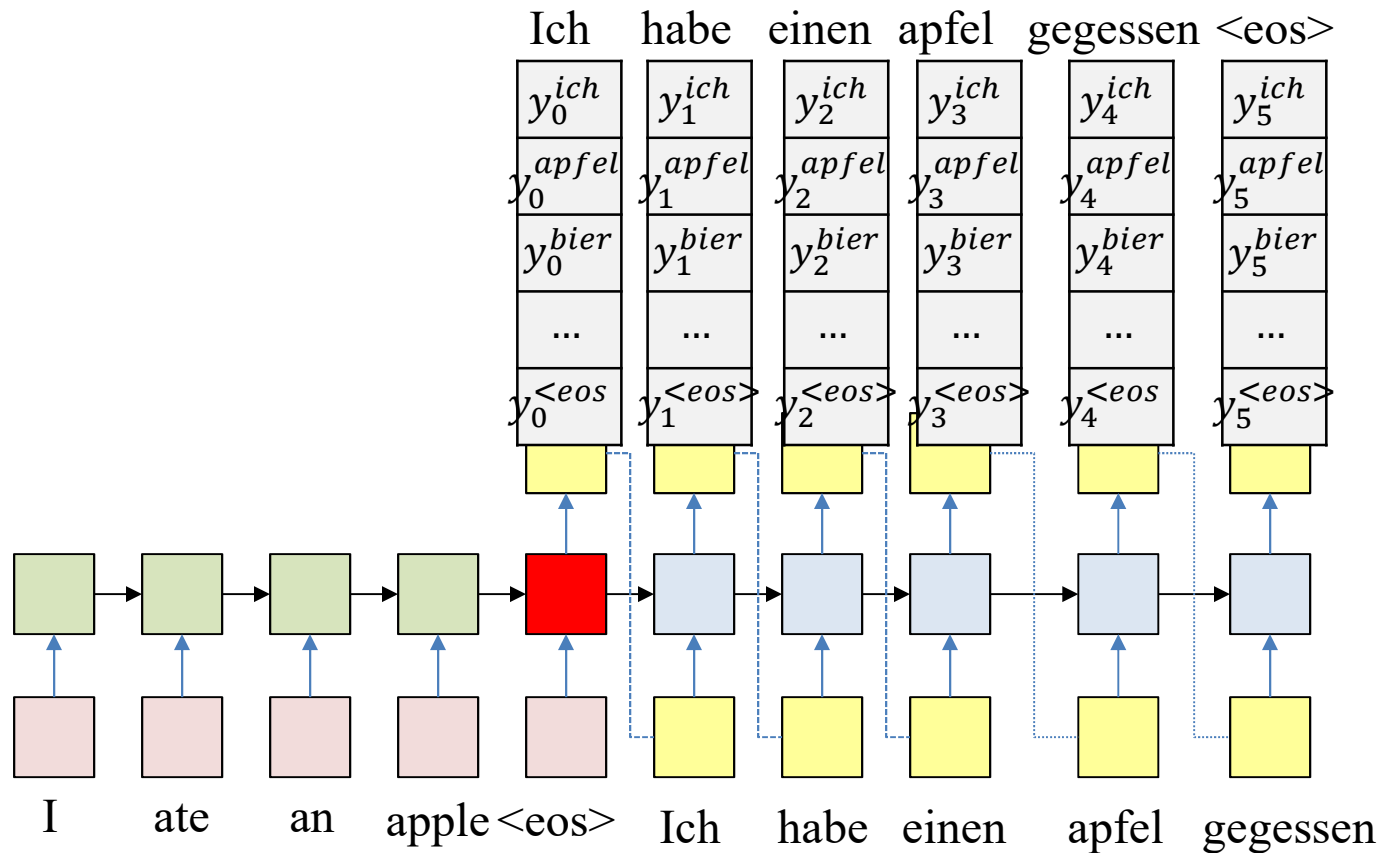 Ich habe einen apfel gegessen <eos>
y_0^{ich} y_1^{ich} y_2^{ich} y_3^{ich} y_4^{ich} y_5^{ich}
y_0^{apfel} y_1^{apfel} y_2^{apfel} y_3^{apfel} y_4^{apfel} y_5^{apfel}
y_0^{bier} y_1^{bier} y_2^{bier} y_3^{bier} y_4^{bier} y_5^{bier}
... ... ... ... ... ...
y_0^{<eos} y_1^{<eos>} y_2^{<eos>} y_3^{<eos>} y_4^{<eos} y_5^{<eos>}
I ate an apple <eos> Ich habe einen apfel gegessen